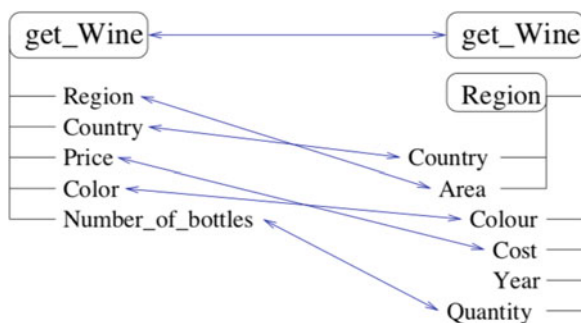 get_Wine
Region
Country
Price
Color
Number_of_bottles
get_Wine
Region
Country
Area
Colour
Cost
Year
Quantity